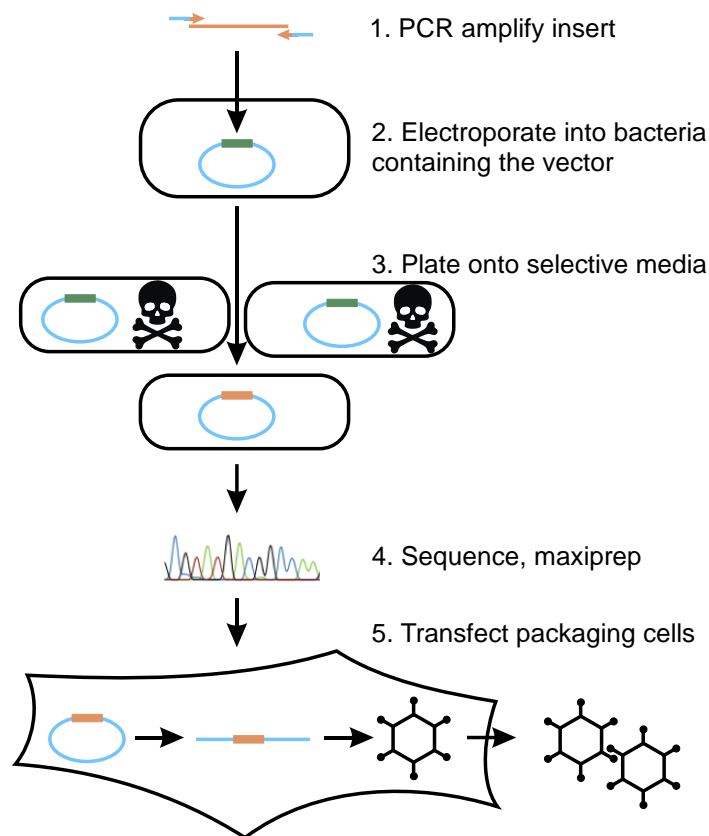 1. PCR amplify insert
2. Electroporate into bacteria
containing the vector
3. Plate onto selective media
4. Sequence, maxiprep
5. Transfect packaging cells